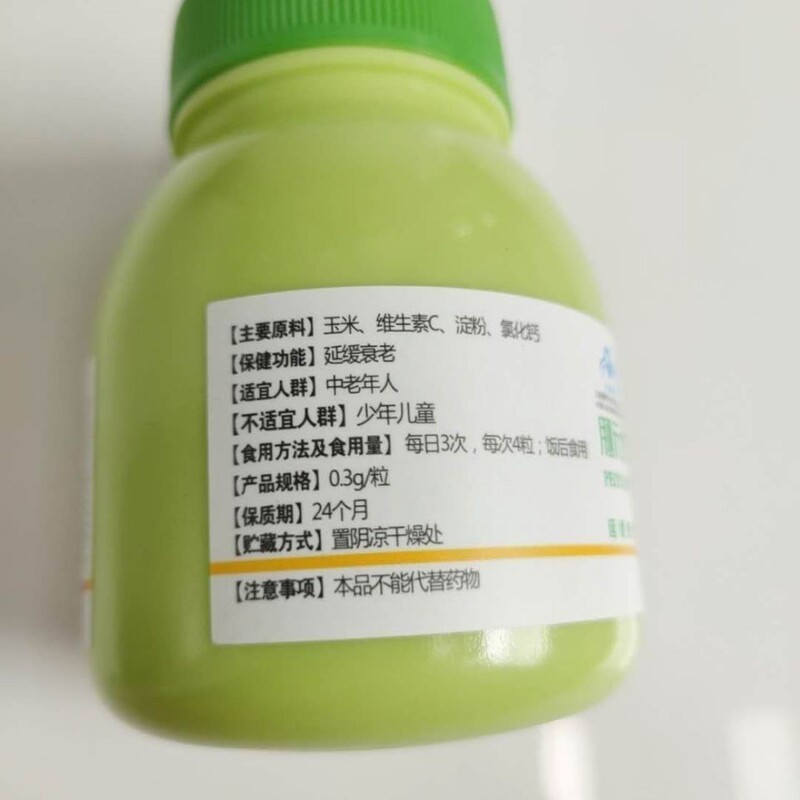 【主要原料】玉米、维生素C、淀粉、氯化钙
【保健功能】延缓衰老
【适宜人群】中老年人
【不适宜人群】少年儿童
【食用方法及食用量】每日3次，每次4粒；饭后食用
【产品规格】0.3g/粒
【保质期】24个月
【贮藏方式】置阴凉干燥处
【注意事项】本品不能代替药物